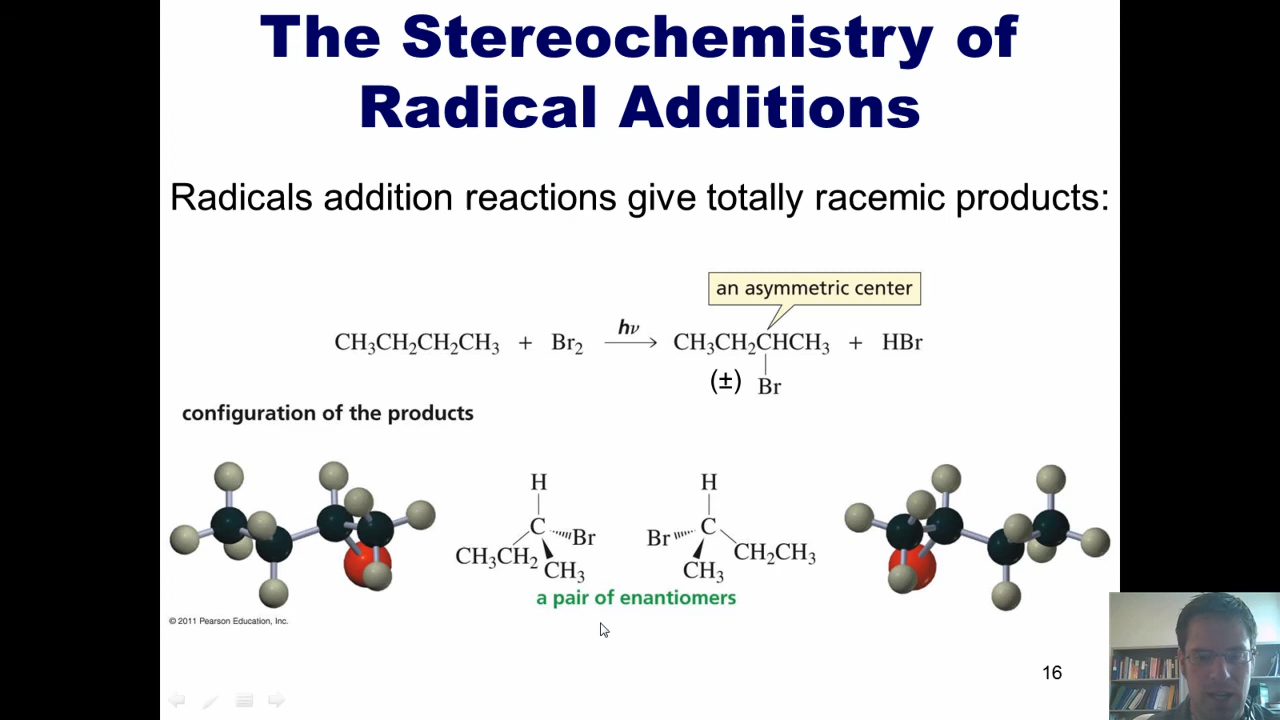 The Stereochemistry of
Radical Additions
Radicals addition reactions give totally racemic products:
an asymmetric center
CH₃CH₂CH₂CH₃ + Br₂ hν CH₃CH₂CHCH₃ + HBr
(±) Br
configuration of the products
H H
C Br Br C
CH₃CH₂ CH₃ CH₃ CH₂CH₃
a pair of enantiomers
© 2011 Pearson Education, Inc.
16